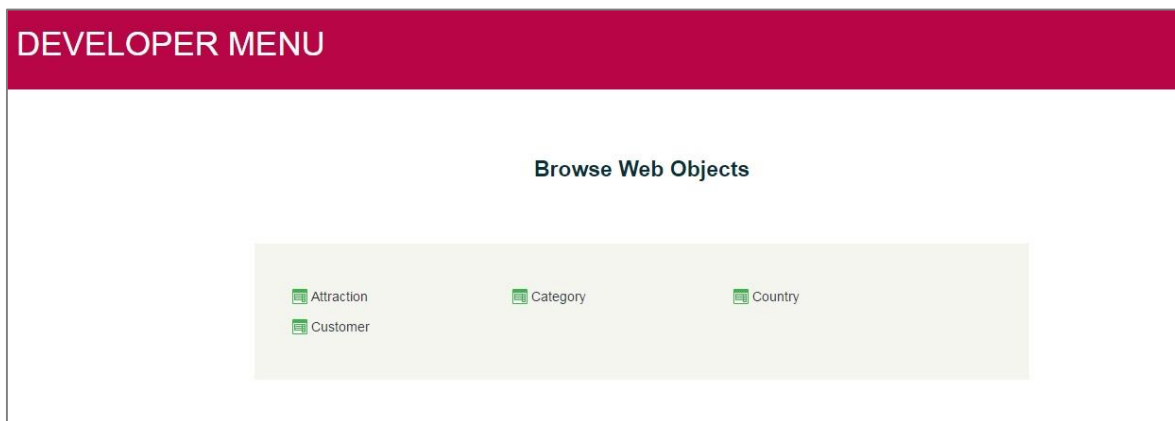 DEVELOPER MENU
Browse Web Objects
Attraction Category Country
Customer